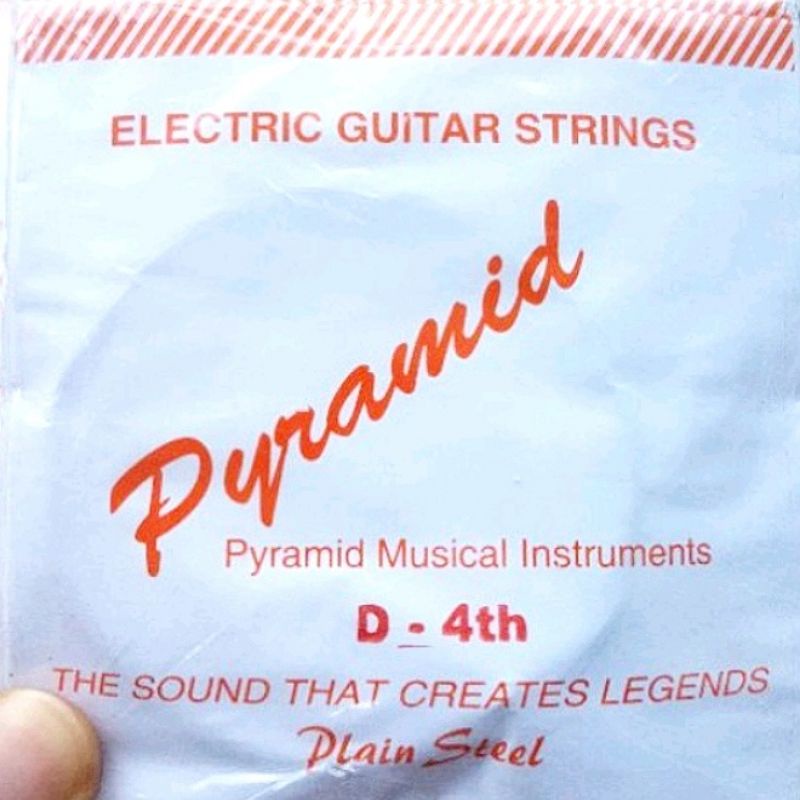 ELECTRIC GUITAR STRINGS
Pyramid
Pyramid Musical Instruments
D - 4th
THE SOUND THAT CREATES LEGENDS
Plain Steel